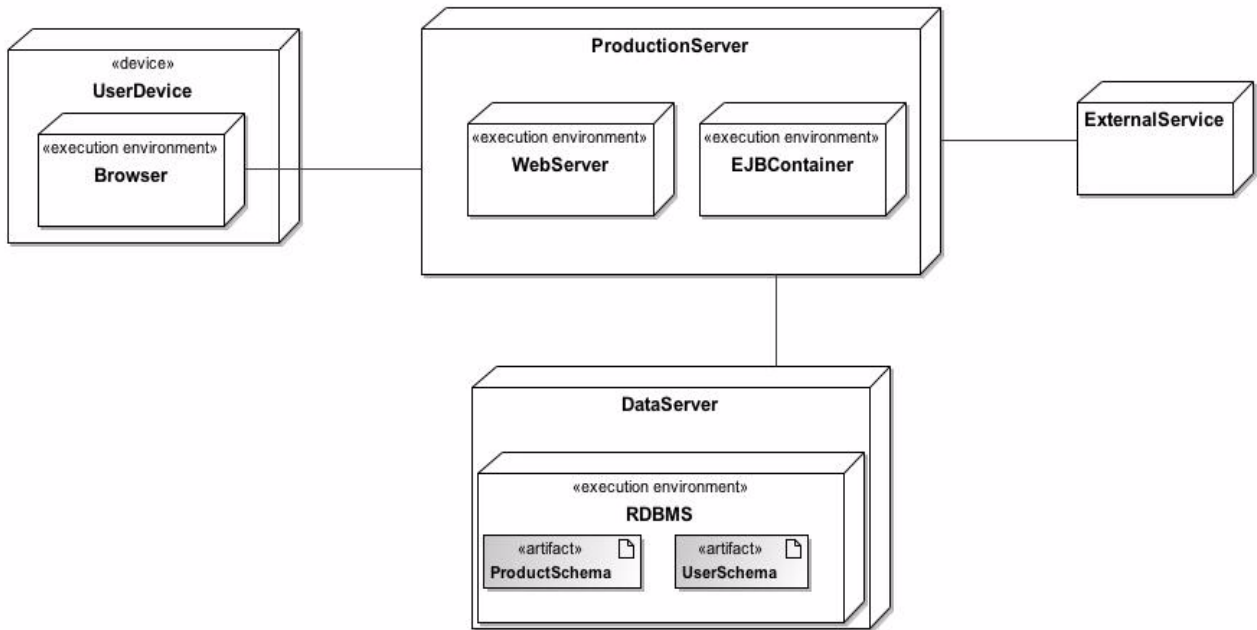 «device»
UserDevice
«execution environment»
Browser
ProductionServer
«execution environment»
WebServer
«execution environment»
EJBContainer
ExternalService
DataServer
«execution environment»
RDBMS
«artifact»
ProductSchema
«artifact»
UserSchema